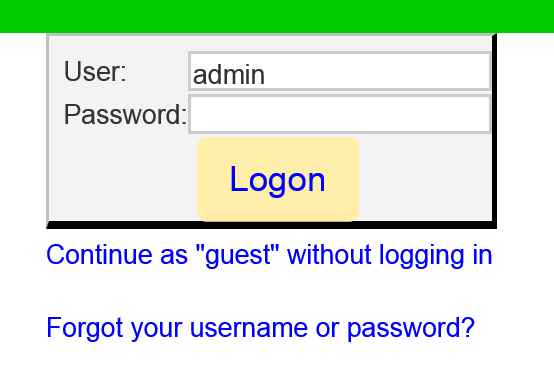 User: admin
Password:
Logon
Continue as "guest" without logging in
Forgot your username or password?